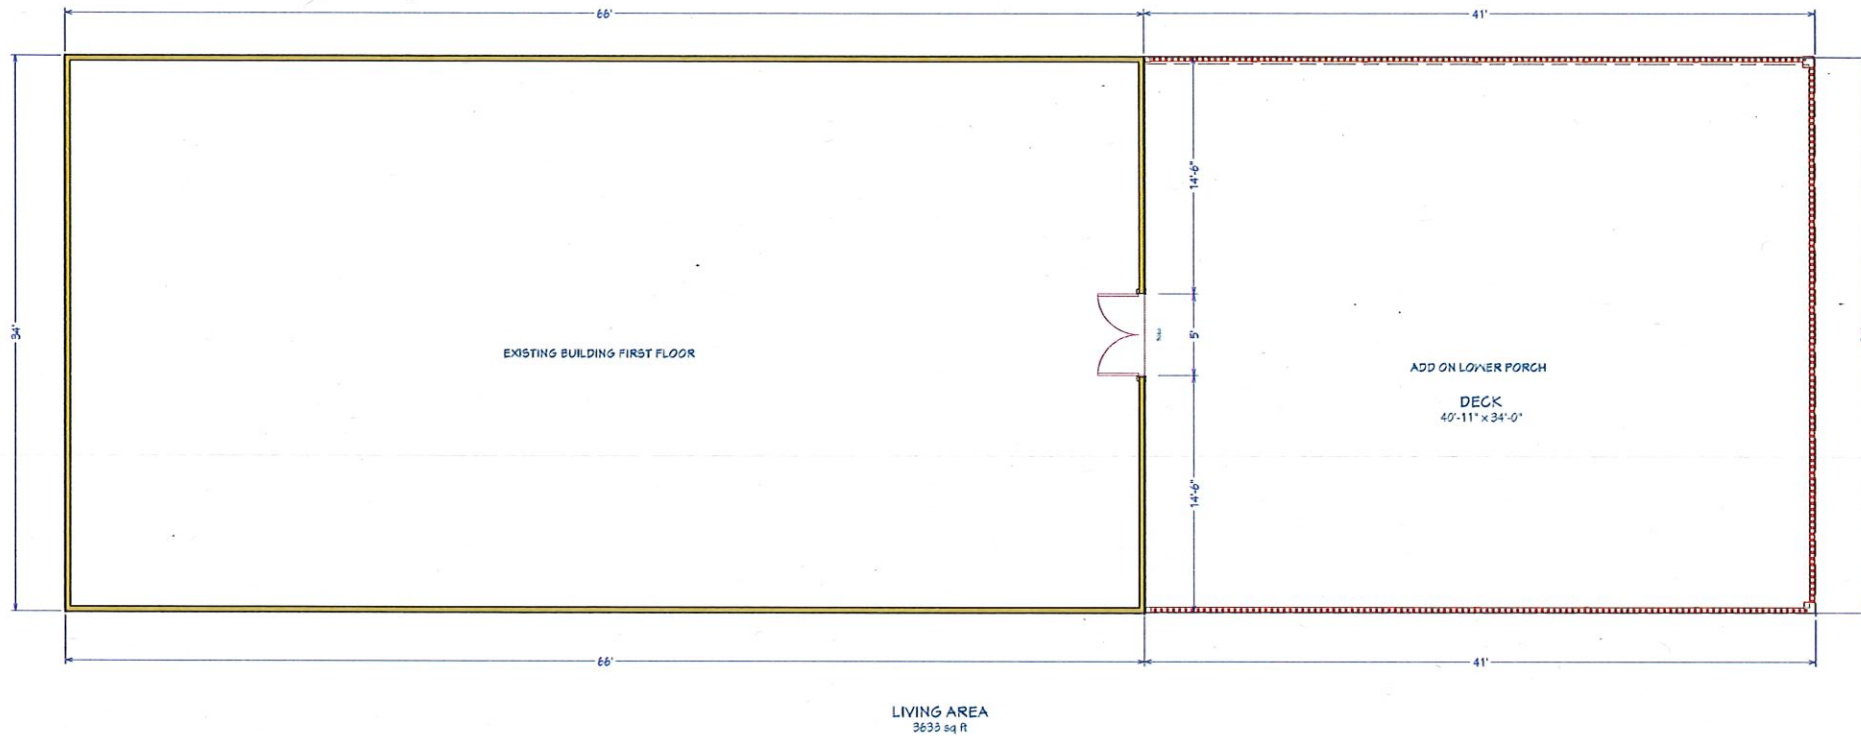 66'
41'
34'
14'-6"
5'
EXISTING BUILDING FIRST FLOOR
ADD ON LOWER PORCH
DECK
40'-11" x 34'-0"
14'-6"
66'
41'
LIVING AREA
3633 sq ft